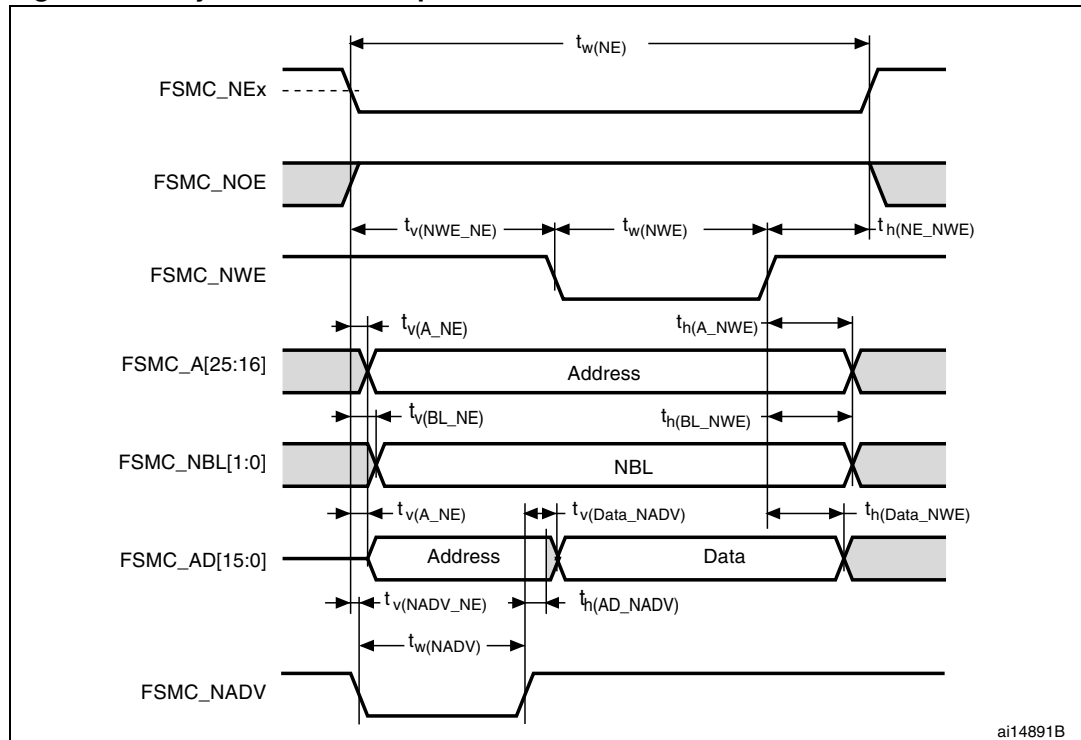 tw(NE)
FSMC_NEx
FSMC_NOE
tv(NWE_NE)
tw(NWE)
th(NE_NWE)
FSMC_NWE
tv(A_NE)
th(A_NWE)
FSMC_A[25:16]
Address
tv(BL_NE)
th(BL_NWE)
FSMC_NBL[1:0]
NBL
tv(A_NE)
tv(Data_NADV)
th(Data_NWE)
FSMC_AD[15:0]
Address
Data
tv(NADV_NE)
th(AD_NADV)
tw(NADV)
FSMC_NADV
ai14891B